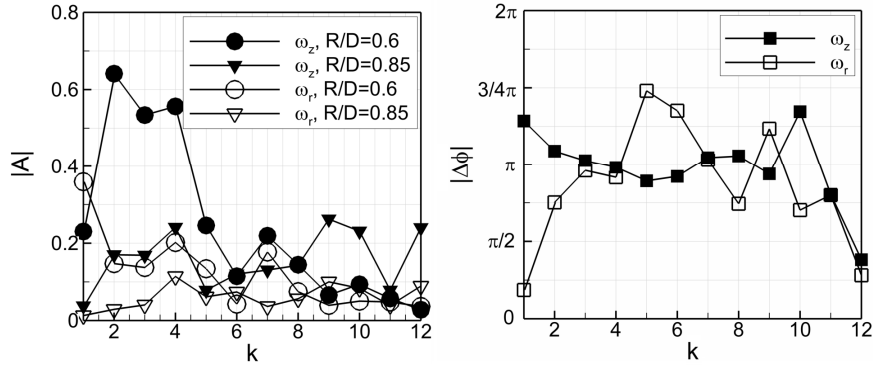 0.8
0.6
0.4
0.2
0
|A|
2 4 6 8 10 12
k
ω_z, R/D=0.6
ω_z, R/D=0.85
ω_r, R/D=0.6
ω_r, R/D=0.85
2π
3/4π
π
π/2
0
|Δϕ|
2 4 6 8 10 12
k
ω_z
ω_r